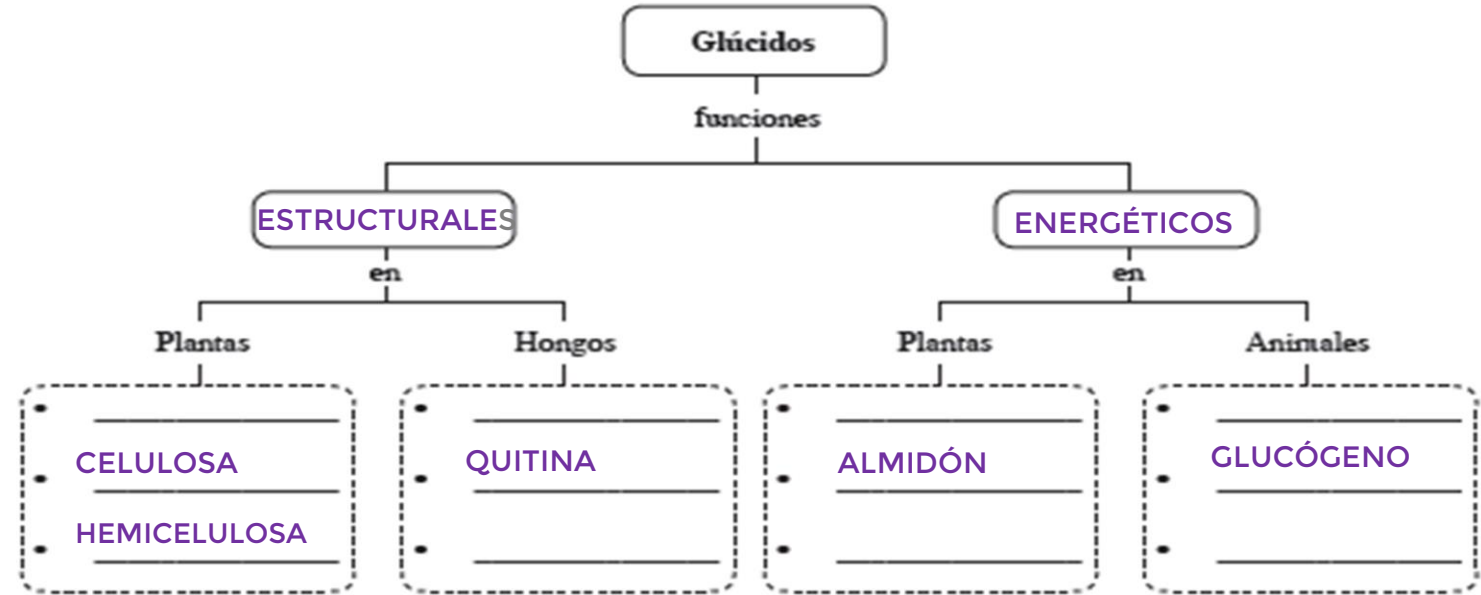 Glúcidos
funciones
ESTRUCTURALES
ENERGÉTICOS
en
en
Plantas
Hongos
Plantas
Animales
CELULOSA
QUITINA
ALMIDÓN
GLUCÓGENO
HEMICELULOSA